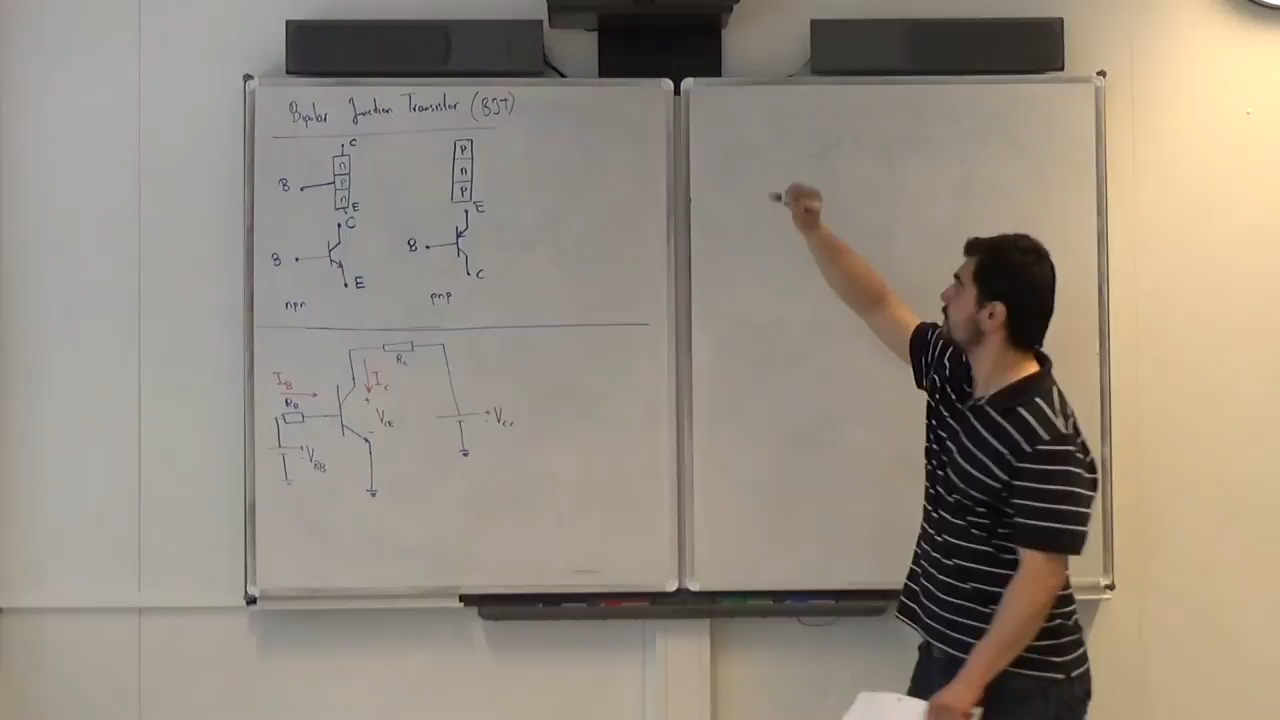 Bipolar Junction Transistor (BJT)
C
n
B
p
n
E
p
n
p
C
B
E
npn
E
B
C
pnp
R_C
I_B
I_C
R_B
+
V_CE
-
+
-
V_CC
+
-
V_BB